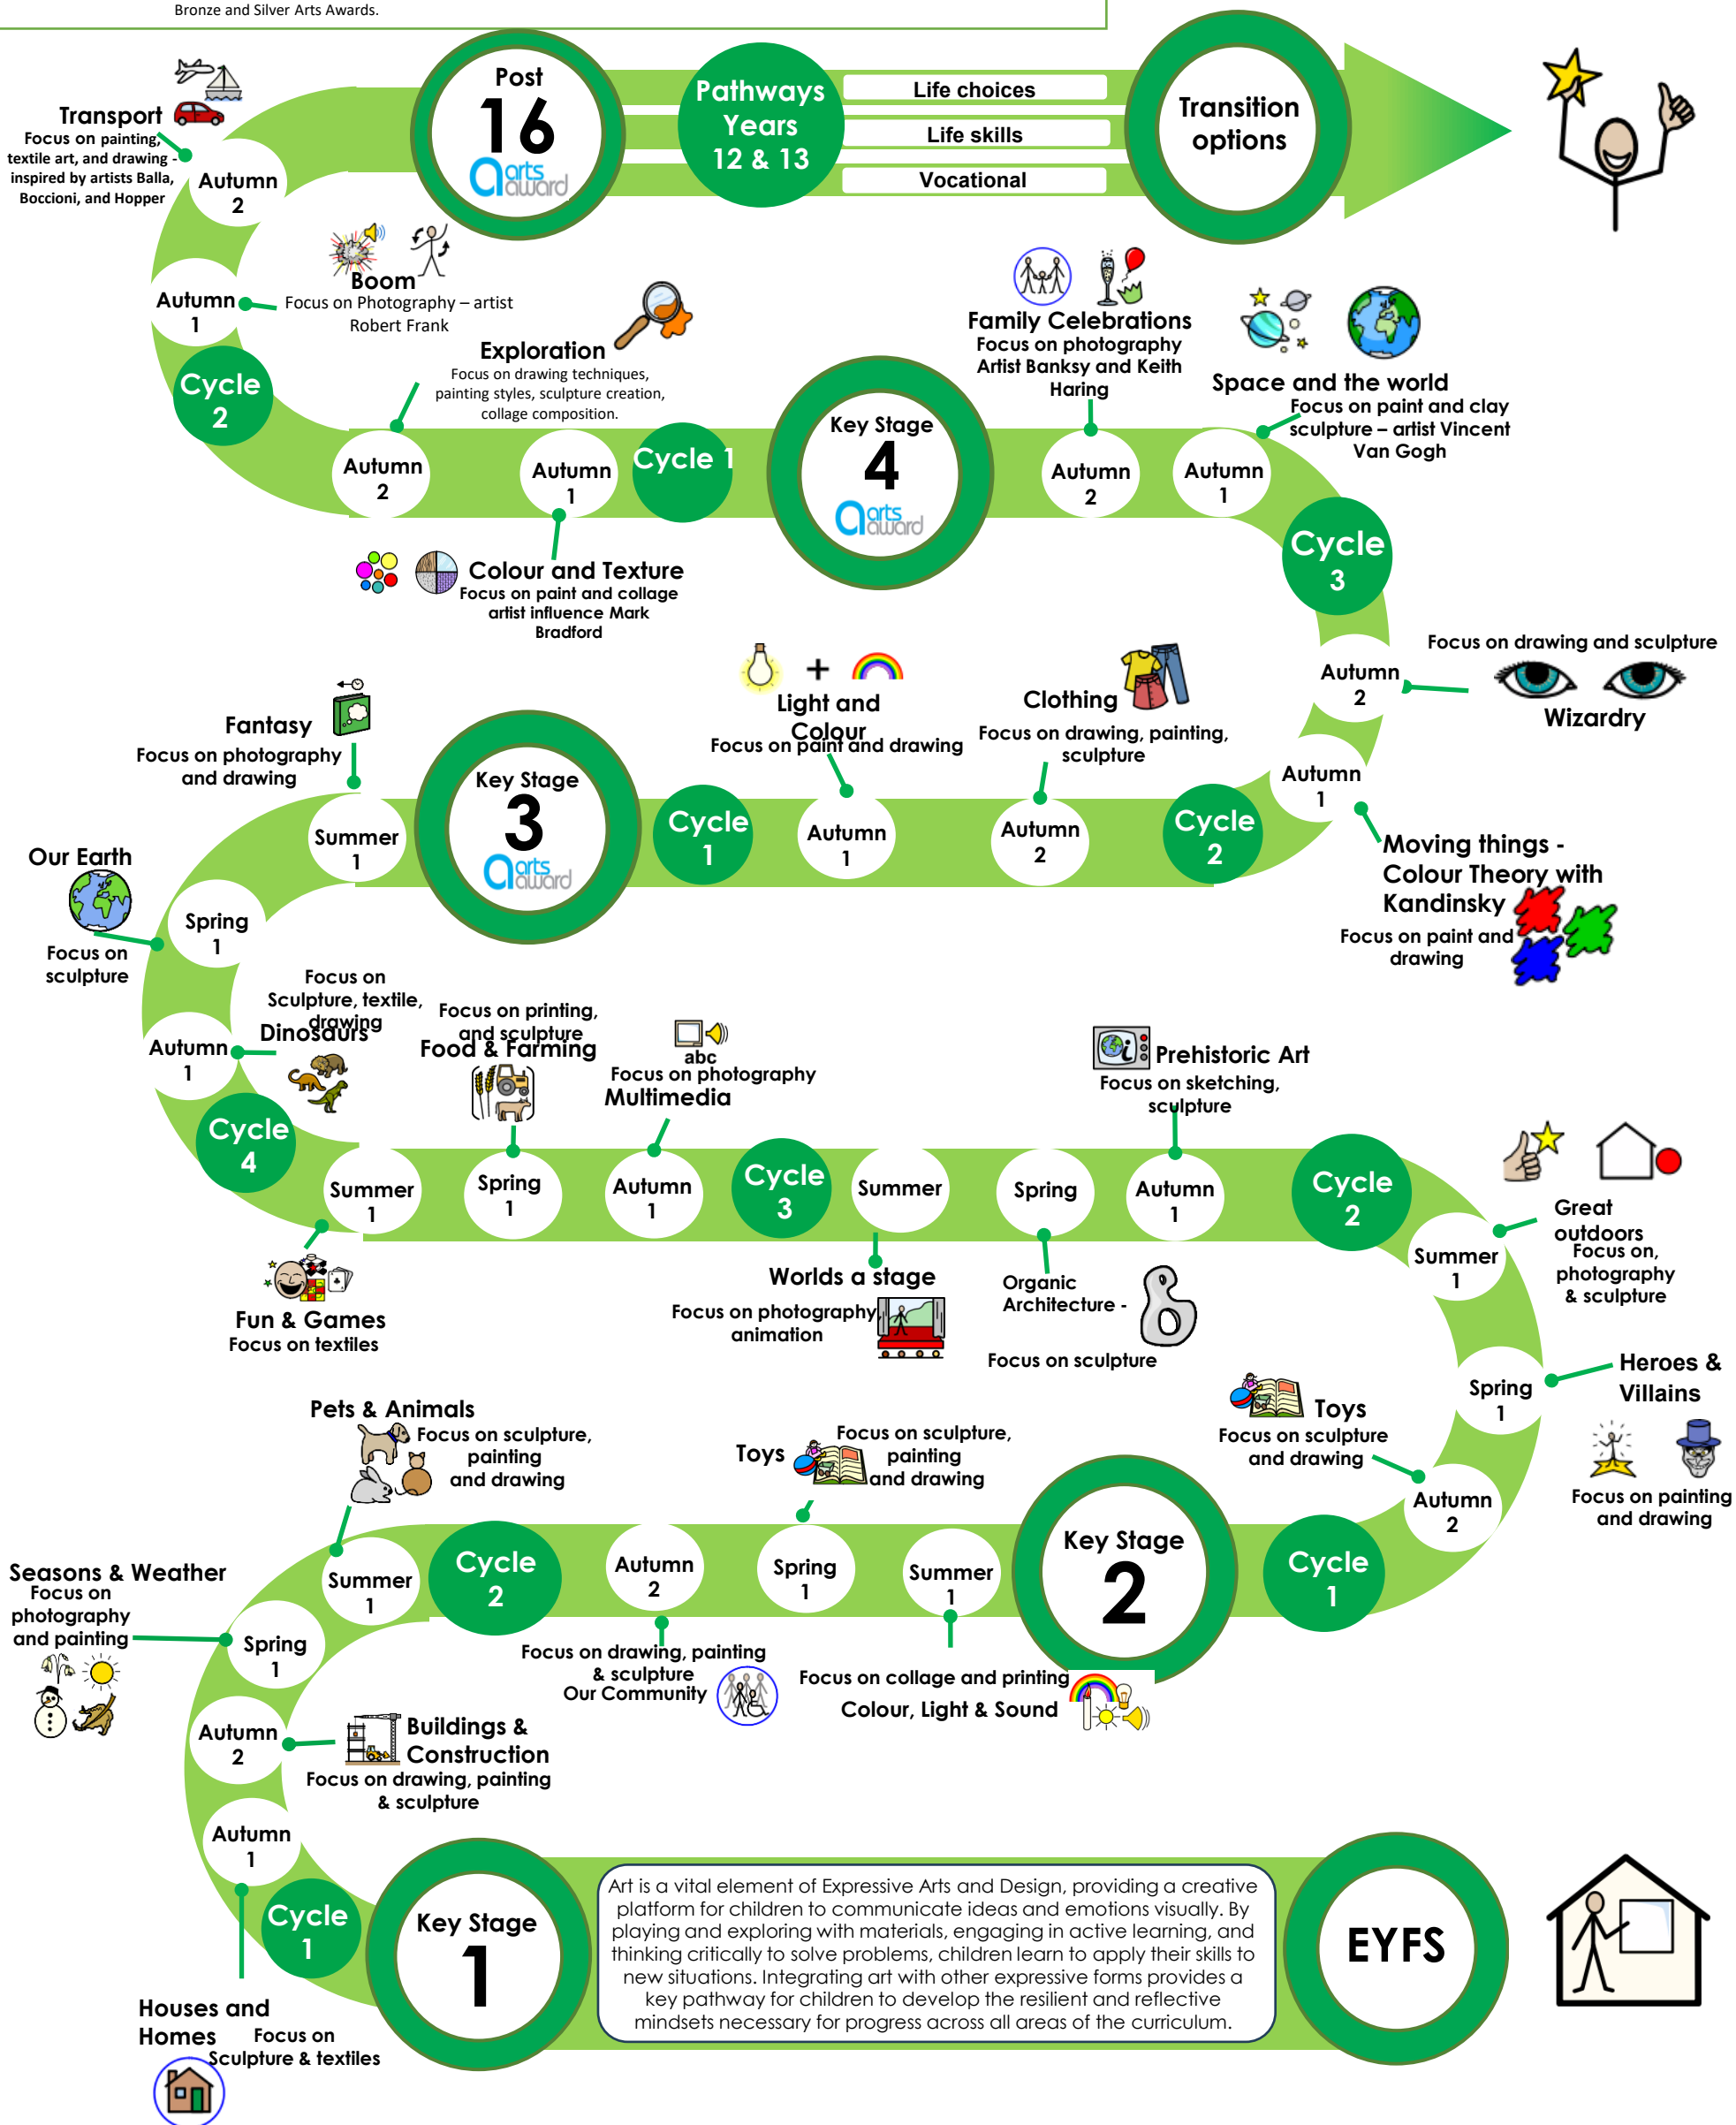 Bronze and Silver Arts Awards.
Post
16
arts
award
Pathways
Years
12 & 13
Life choices
Life skills
Vocational
Transition
options
Transport
Focus on painting,
textile art, and drawing -
inspired by artists Balla,
Boccioni, and Hopper
Autumn
2
Boom
Focus on Photography – artist
Robert Frank
Autumn
1
Cycle
2
Exploration
Focus on drawing techniques,
painting styles, sculpture creation,
collage composition.
Autumn
2
Autumn
1
Cycle 1
Colour and Texture
Focus on paint and collage
artist influence Mark
Bradford
Key Stage
4
arts
award
Family Celebrations
Focus on photography
Artist Banksy and Keith
Haring
Autumn
2
Space and the world
Focus on paint and clay
sculpture – artist Vincent
Van Gogh
Autumn
1
Cycle
3
Focus on drawing and sculpture
Wizardry
Autumn
2
Autumn
1
Moving things -
Colour Theory with
Kandinsky
Focus on paint and
drawing
Cycle
2
Clothing
Focus on drawing, painting,
sculpture
Autumn
2
+
Light and
Colour
Focus on paint and drawing
Autumn
1
Cycle
1
Key Stage
3
arts
award
Fantasy
Focus on photography
and drawing
Summer
1
Our Earth
Focus on
sculpture
Spring
1
Focus on
Sculpture, textile,
drawing
Dinosaurs
Autumn
1
Cycle
4
Summer
1
Fun & Games
Focus on textiles
Focus on printing,
and sculpture
Food & Farming
Spring
1
abc
Focus on photography
Multimedia
Autumn
1
Cycle
3
Summer
Worlds a stage
Focus on photography,
animation
Spring
Organic
Architecture -
Focus on sculpture
Prehistoric Art
Focus on sketching,
sculpture
Autumn
1
Cycle
2
Great
outdoors
Focus on,
photography
& sculpture
Summer
1
Heroes &
Villains
Focus on painting
and drawing
Spring
1
Toys
Focus on sculpture
and drawing
Autumn
2
Cycle
1
Key Stage
2
Summer
1
Focus on collage and printing
Colour, Light & Sound
Toys
Focus on sculpture,
painting
and drawing
Spring
1
Autumn
2
Focus on drawing, painting
& sculpture
Our Community
Cycle
2
Pets & Animals
Focus on sculpture,
painting
and drawing
Summer
1
Seasons & Weather
Focus on
photography
and painting
Spring
1
Autumn
2
Buildings &
Construction
Focus on drawing, painting
& sculpture
Autumn
1
Cycle
1
Houses and
Homes
Focus on
Sculpture & textiles
Key Stage
1
Art is a vital element of Expressive Arts and Design, providing a creative
platform for children to communicate ideas and emotions visually. By
playing and exploring with materials, engaging in active learning, and
thinking critically to solve problems, children learn to apply their skills to
new situations. Integrating art with other expressive forms provides a
key pathway for children to develop the resilient and reflective
mindsets necessary for progress across all areas of the curriculum.
EYFS